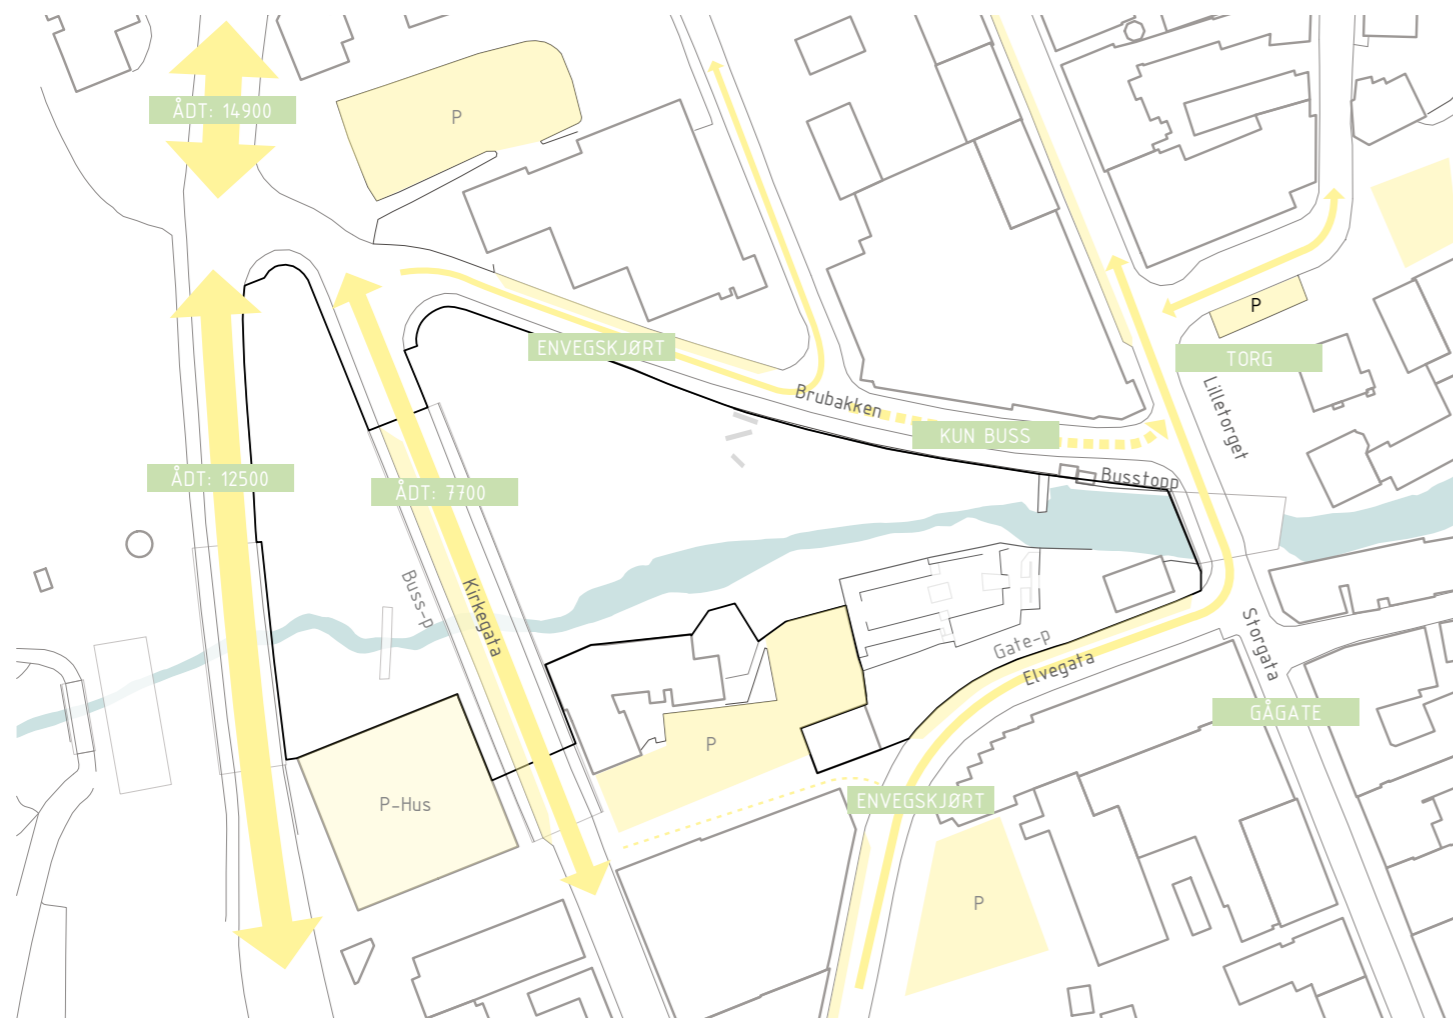 ÅDT: 14900
P
P
TORG
ENVEGSKJØRT
Brubakken
Lilletorget
KUN BUSS
Busstopp
ÅDT: 12500
ÅDT: 7700
Buss-p
Kirkegata
Gate-p
Elvegata
Storgata
GÅGATE
P
P-Hus
ENVEGSKJØRT
P